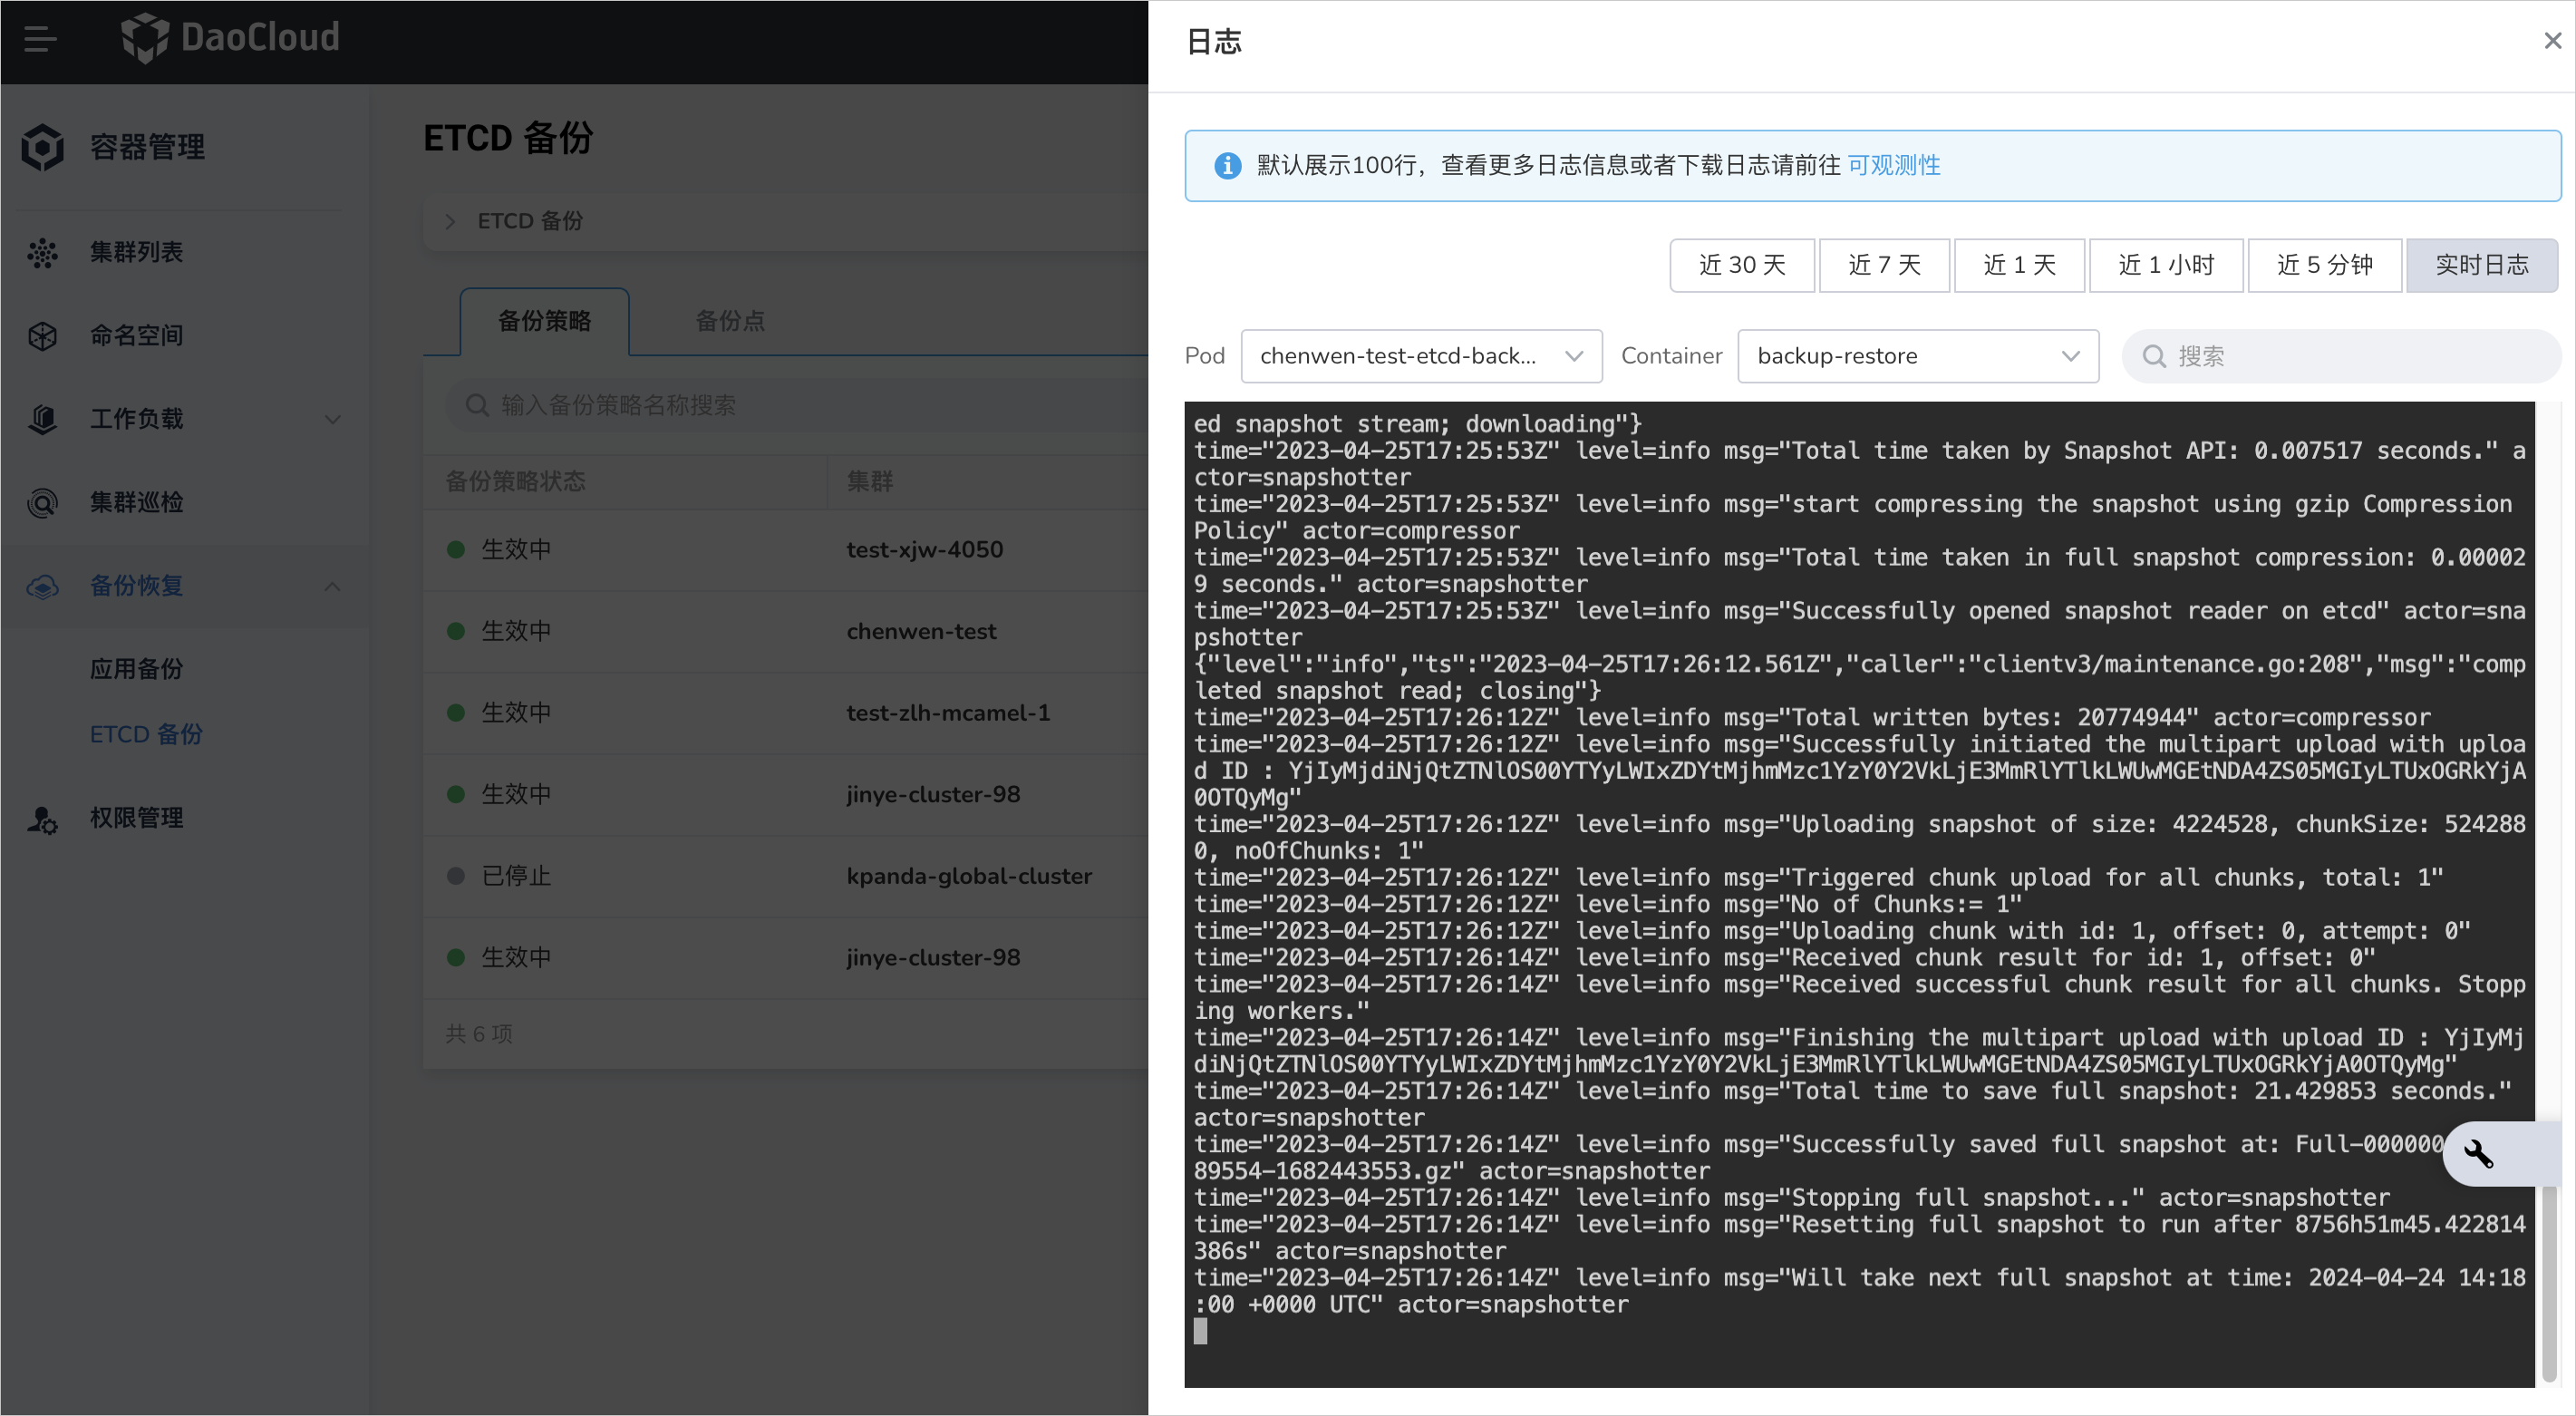 DaoCloud
容器管理
集群列表
命名空间
工作负载
集群巡检
备份恢复
应用备份
ETCD 备份
权限管理
ETCD 备份
ETCD 备份
备份策略
备份点
输入备份策略名称搜索
备份策略状态
集群
生效中
test-xjw-4050
生效中
chenwen-test
生效中
test-zlh-mcamel-1
生效中
jinye-cluster-98
已停止
kpanda-global-cluster
生效中
jinye-cluster-98
共 6 项
日志
默认展示100行，查看更多日志信息或者下载日志请前往 可观测性
近 30 天
近 7 天
近 1 天
近 1 小时
近 5 分钟
实时日志
Pod
chenwen-test-etcd-back...
Container
backup-restore
搜索
ed snapshot stream; downloading"}
time="2023-04-25T17:25:53Z" level=info msg="Total time taken by Snapshot API: 0.007517 seconds." a
ctor=snapshotter
time="2023-04-25T17:25:53Z" level=info msg="start compressing the snapshot using gzip Compression
Policy" actor=compressor
time="2023-04-25T17:25:53Z" level=info msg="Total time taken in full snapshot compression: 0.00002
9 seconds." actor=snapshotter
time="2023-04-25T17:25:53Z" level=info msg="Successfully opened snapshot reader on etcd" actor=sna
pshotter
{"level":"info","ts":"2023-04-25T17:26:12.561Z","caller":"clientv3/maintenance.go:208","msg":"comp
leted snapshot read; closing"}
time="2023-04-25T17:26:12Z" level=info msg="Total written bytes: 20774944" actor=compressor
time="2023-04-25T17:26:12Z" level=info msg="Successfully initiated the multipart upload with uploa
d ID : YjIyMjdiNjQtZTNlOS00YTYyLWIxZDYtMjhmMzc1YzY0Y2VkLjE3MmRlYTlkLWUwMGEtNDA4ZS05MGIyLTUxOGRkYjA
0OTQyMg"
time="2023-04-25T17:26:12Z" level=info msg="Uploading snapshot of size: 4224528, chunkSize: 524288
0, noOfChunks: 1"
time="2023-04-25T17:26:12Z" level=info msg="Triggered chunk upload for all chunks, total: 1"
time="2023-04-25T17:26:12Z" level=info msg="No of Chunks:= 1"
time="2023-04-25T17:26:12Z" level=info msg="Uploading chunk with id: 1, offset: 0, attempt: 0"
time="2023-04-25T17:26:14Z" level=info msg="Received chunk result for id: 1, offset: 0"
time="2023-04-25T17:26:14Z" level=info msg="Received successful chunk result for all chunks. Stopp
ing workers."
time="2023-04-25T17:26:14Z" level=info msg="Finishing the multipart upload with upload ID : YjIyMj
diNjQtZTNlOS00YTYyLWIxZDYtMjhmMzc1YzY0Y2VkLjE3MmRlYTlkLWUwMGEtNDA4ZS05MGIyLTUxOGRkYjA0OTQyMg"
time="2023-04-25T17:26:14Z" level=info msg="Total time to save full snapshot: 21.429853 seconds."
actor=snapshotter
time="2023-04-25T17:26:14Z" level=info msg="Successfully saved full snapshot at: Full-000000
89554-1682443553.gz" actor=snapshotter
time="2023-04-25T17:26:14Z" level=info msg="Stopping full snapshot..." actor=snapshotter
time="2023-04-25T17:26:14Z" level=info msg="Resetting full snapshot to run after 8756h51m45.422814
386s" actor=snapshotter
time="2023-04-25T17:26:14Z" level=info msg="Will take next full snapshot at time: 2024-04-24 14:18
:00 +0000 UTC" actor=snapshotter